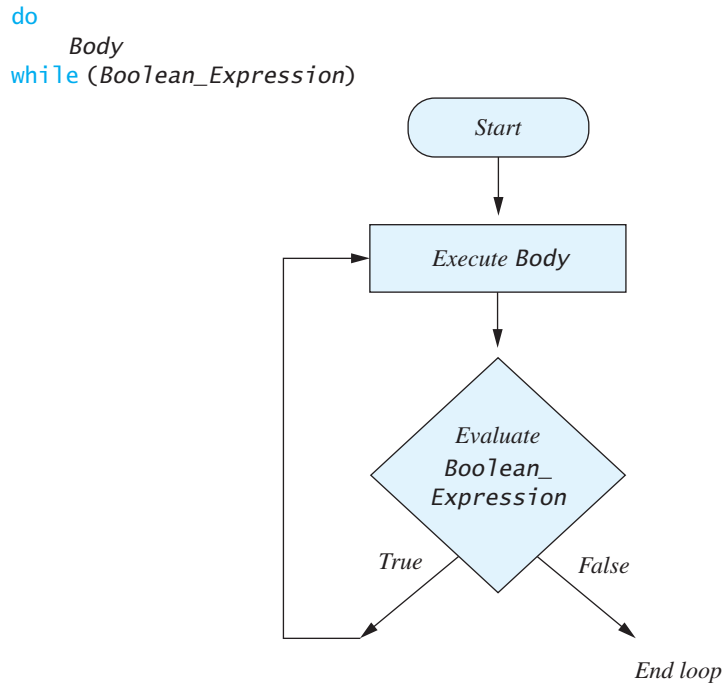 do
Body
while (Boolean_Expression)
Start
Execute Body
Evaluate
Boolean_
Expression
True
False
End loop